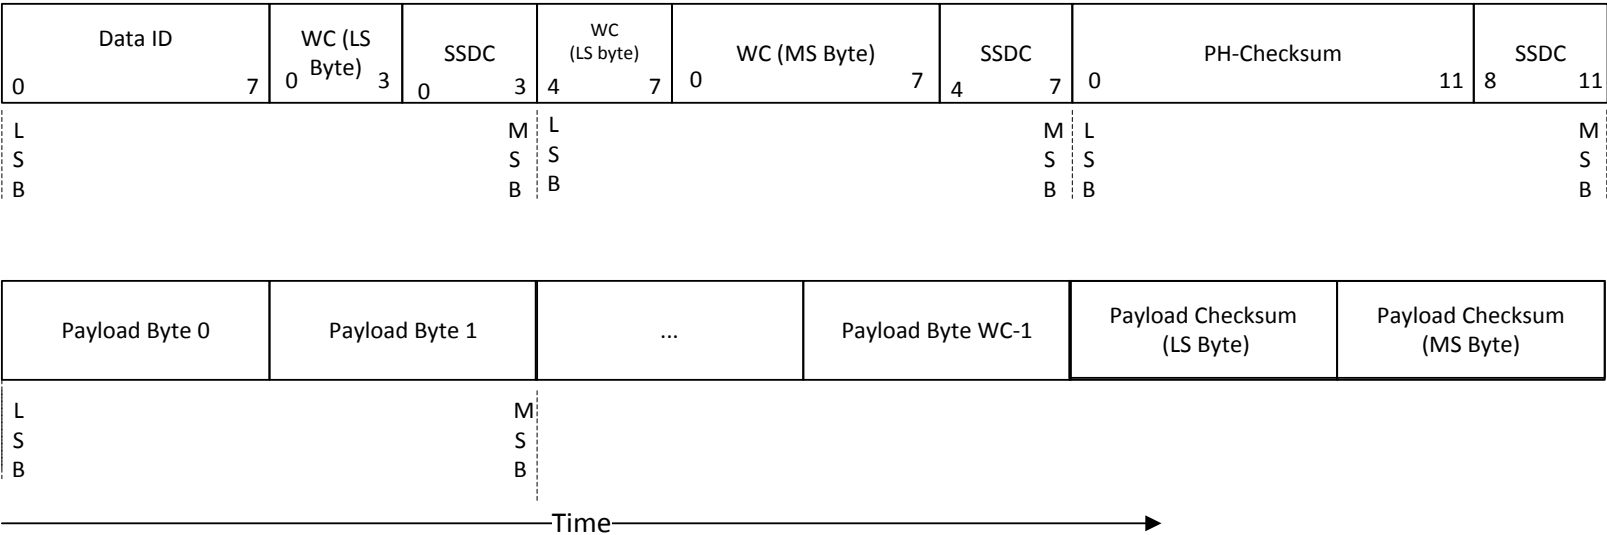 Data ID
0 7
WC (LS
Byte)
0 3
SSDC
0 3
WC
(LS byte)
4 7
WC (MS Byte)
0 7
SSDC
4 7
PH-Checksum
0 11
SSDC
8 11
L M L M L M
S S S S S S
B B B B B B
Payload Byte 0
Payload Byte 1
...
Payload Byte WC-1
Payload Checksum
(LS Byte)
Payload Checksum
(MS Byte)
L M
S S
B B
Time